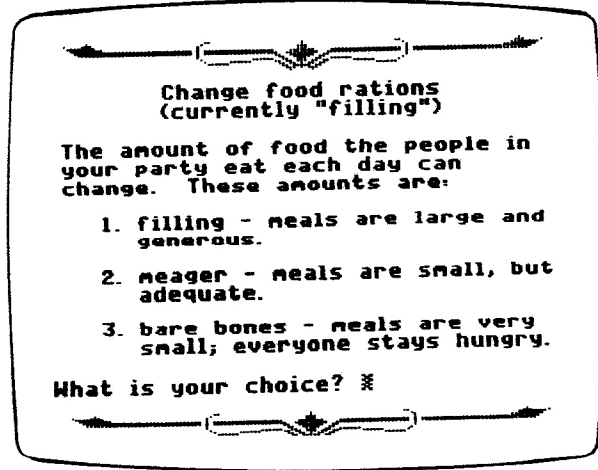 Change food rations
(currently "filling")
The amount of food the people in
your party eat each day can
change. These amounts are:
1. filling - meals are large and
generous.
2. meager - meals are small, but
adequate.
3. bare bones - meals are very
small; everyone stays hungry.
What is your choice?